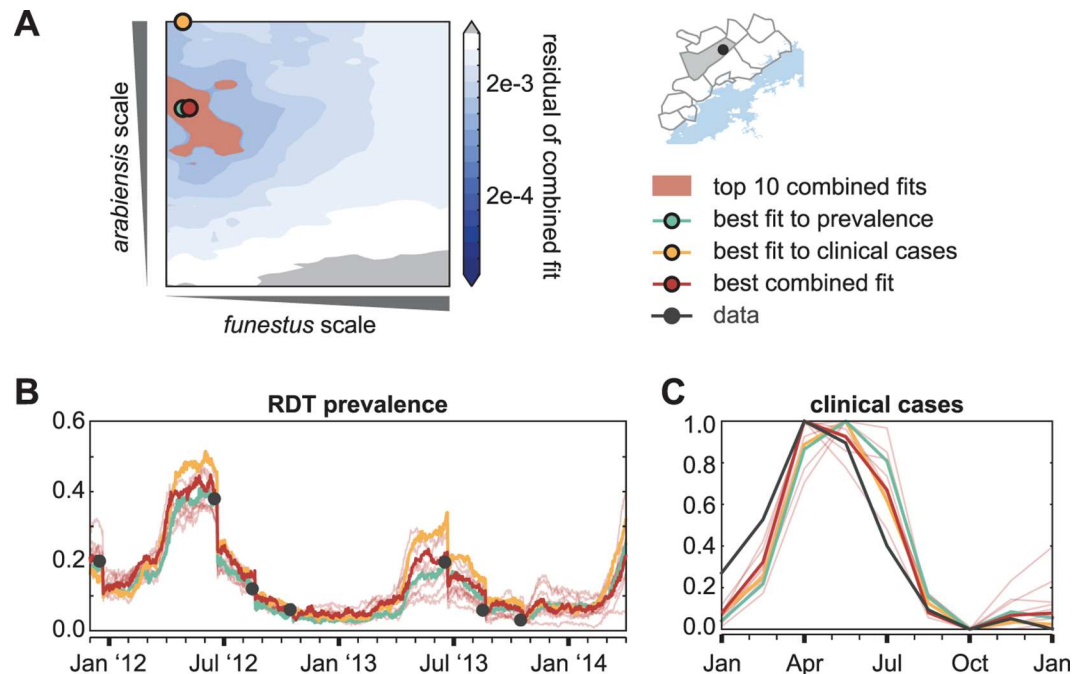 A
arabiensis scale
funestus scale
2e-3
2e-4
residual of combined fit
top 10 combined fits
best fit to prevalence
best fit to clinical cases
best combined fit
data
B
RDT prevalence
0.6
0.4
0.2
0.0
Jan '12
Jul '12
Jan '13
Jul '13
Jan '14
C
clinical cases
1.0
0.8
0.6
0.4
0.2
0.0
Jan
Apr
Jul
Oct
Jan